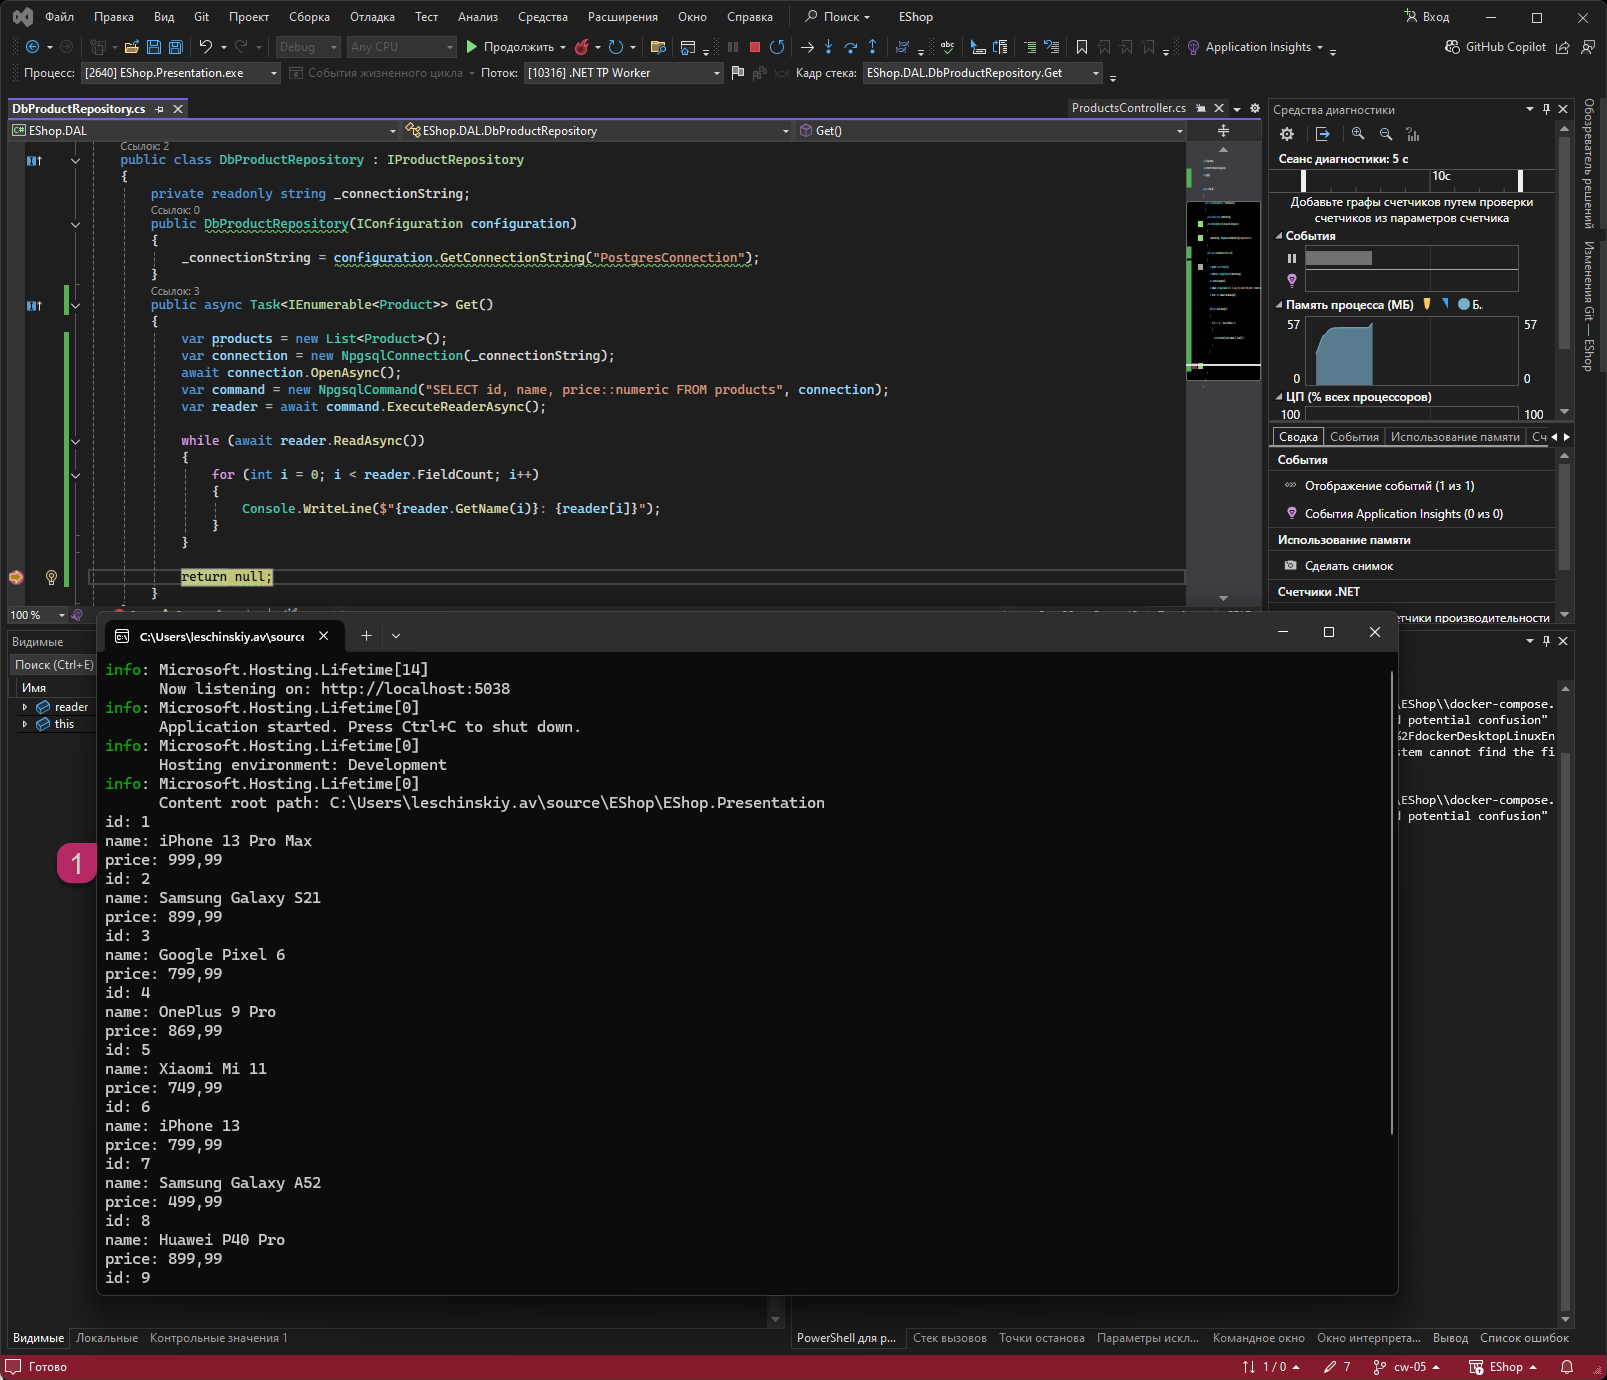 Файл Правка Вид Git Проект Сборка Отладка Тест Анализ Средства Расширения Окно Справка Поиск EShop Вход
Debug Any CPU Продолжить Application Insights GitHub Copilot
Процесс: [2640] EShop.Presentation.exe События жизненного цикла Поток: [10316] .NET TP Worker Кадр стека: EShop.DAL.DbProductRepository.Get
DbProductRepository.cs ProductsController.cs
EShop.DAL EShop.DAL.DbProductRepository Get()
Ссылок: 2
public class DbProductRepository : IProductRepository
{
private readonly string _connectionString;
Ссылок: 0
public DbProductRepository(IConfiguration configuration)
{
_connectionString = configuration.GetConnectionString("PostgresConnection");
}
Ссылок: 3
public async Task<IEnumerable<Product>> Get()
{
var products = new List<Product>();
var connection = new NpgsqlConnection(_connectionString);
await connection.OpenAsync();
var command = new NpgsqlCommand("SELECT id, name, price::numeric FROM products", connection);
var reader = await command.ExecuteReaderAsync();
while (await reader.ReadAsync())
{
for (int i = 0; i < reader.FieldCount; i++)
{
Console.WriteLine($"{reader.GetName(i)}: {reader[i]}");
}
}
return null;
}
100 %
Средства диагностики
Сеанс диагностики: 5 с
10с
Добавьте графы счетчиков путем проверки
счетчиков из параметров счетчика
События
Память процесса (МБ) Б..
57 57
0 0
ЦП (% всех процессоров)
100 100
Сводка События Использование памяти Сч
События
Отображение событий (1 из 1)
События Application Insights (0 из 0)
Использование памяти
Сделать снимок
Счетчики .NET
етчики производительности
Обозреватель решений
Изменения Git — EShop
Видимые
Поиск (Ctrl+E)
Имя
reader
this
C:\Users\leschinskiy.av\source
info: Microsoft.Hosting.Lifetime[14]
Now listening on: http://localhost:5038
info: Microsoft.Hosting.Lifetime[0]
Application started. Press Ctrl+C to shut down.
info: Microsoft.Hosting.Lifetime[0]
Hosting environment: Development
info: Microsoft.Hosting.Lifetime[0]
Content root path: C:\Users\leschinskiy.av\source\EShop\EShop.Presentation
id: 1
name: iPhone 13 Pro Max
price: 999,99
id: 2
name: Samsung Galaxy S21
price: 899,99
id: 3
name: Google Pixel 6
price: 799,99
id: 4
name: OnePlus 9 Pro
price: 869,99
id: 5
name: Xiaomi Mi 11
price: 749,99
id: 6
name: iPhone 13
price: 799,99
id: 7
name: Samsung Galaxy A52
price: 499,99
id: 8
name: Huawei P40 Pro
price: 899,99
id: 9
1
\EShop\\docker-compose.
d potential confusion"
%2FdockerDesktopLinuxEn
stem cannot find the fi
\EShop\\docker-compose.
d potential confusion"
Видимые Локальные Контрольные значения 1
PowerShell для р... Стек вызовов Точки останова Параметры искл... Командное окно Окно интерпрета... Вывод Список ошибок
Готово 1 / 0 7 cw-05 EShop